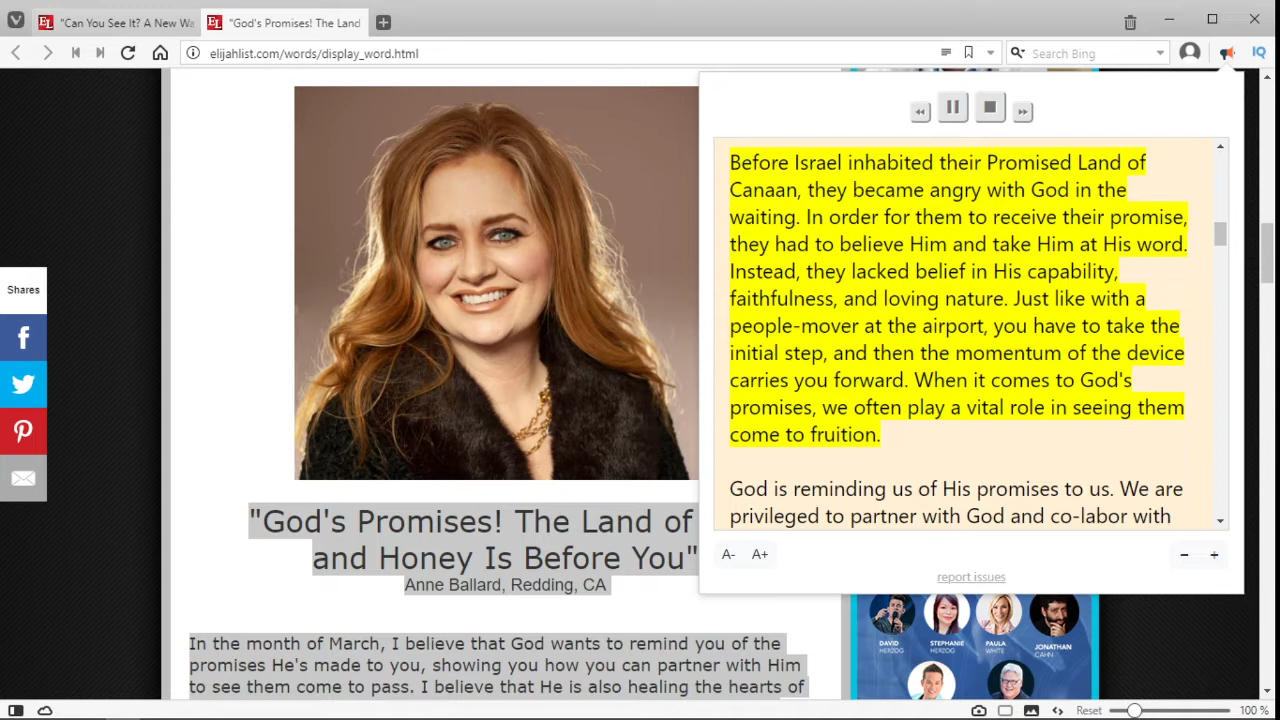 "Can You See It? A New Wa
"God's Promises! The Land
elijahlist.com/words/display_word.html
Search Bing
IQ
Shares
Before Israel inhabited their Promised Land of
Canaan, they became angry with God in the
waiting. In order for them to receive their promise,
they had to believe Him and take Him at His word.
Instead, they lacked belief in His capability,
faithfulness, and loving nature. Just like with a
people-mover at the airport, you have to take the
initial step, and then the momentum of the device
carries you forward. When it comes to God's
promises, we often play a vital role in seeing them
come to fruition.
God is reminding us of His promises to us. We are
privileged to partner with God and co-labor with
A- A+ - +
report issues
"God's Promises! The Land of
and Honey Is Before You"
Anne Ballard, Redding, CA
In the month of March, I believe that God wants to remind you of the
promises He's made to you, showing you how you can partner with Him
to see them come to pass. I believe that He is also healing the hearts of
DAVID
HERZOG
STEPHANIE
HERZOG
PAULA
WHITE
JONATHAN
CAHN
Reset
100 %